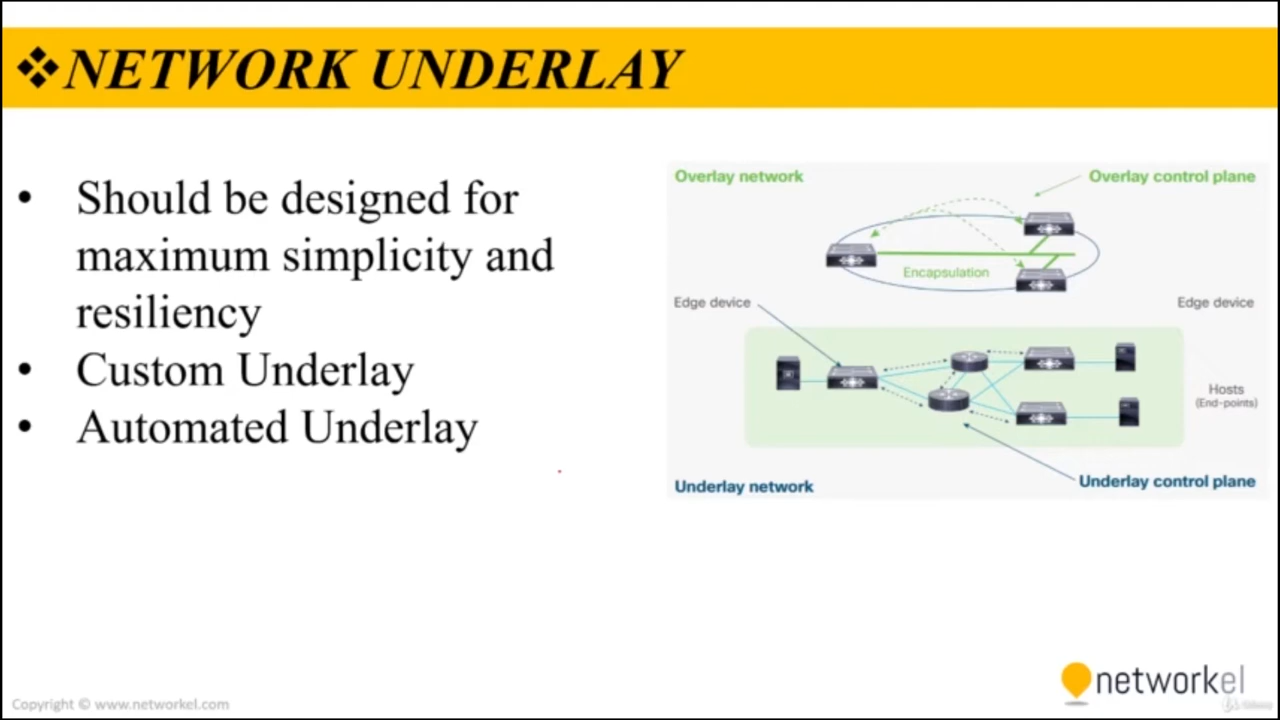 ❖NETWORK UNDERLAY
• Should be designed for
maximum simplicity and
resiliency
• Custom Underlay
• Automated Underlay
Overlay network
Overlay control plane
Encapsulation
Edge device
Edge device
Hosts
(End-points)
Underlay network
Underlay control plane
networkel
Copyright © www.networkel.com